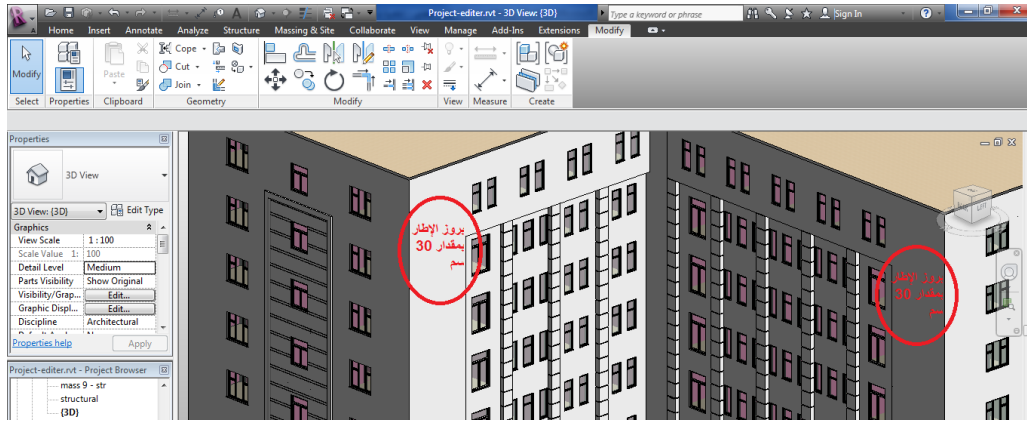 Project-editer.rvt - 3D View: {3D}
Type a keyword or phrase
Sign In
Home Insert Annotate Analyze Structure Massing & Site Collaborate View Manage Add-Ins Extensions Modify
Modify
Paste
Cope
Cut
Join
Select Properties Clipboard Geometry Modify View Measure Create
Properties
3D View
3D View: {3D} Edit Type
Graphics
View Scale 1 : 100
Scale Value 1: 100
Detail Level Medium
Parts Visibility Show Original
Visibility/Grap... Edit...
Graphic Displ... Edit...
Discipline Architectural
Properties help Apply
Project-editer.rvt - Project Browser
mass 9 - str
structural
{3D}
بروز الإطار
بمقدار 30
سم
بروز الإطار
بمقدار 30
سم